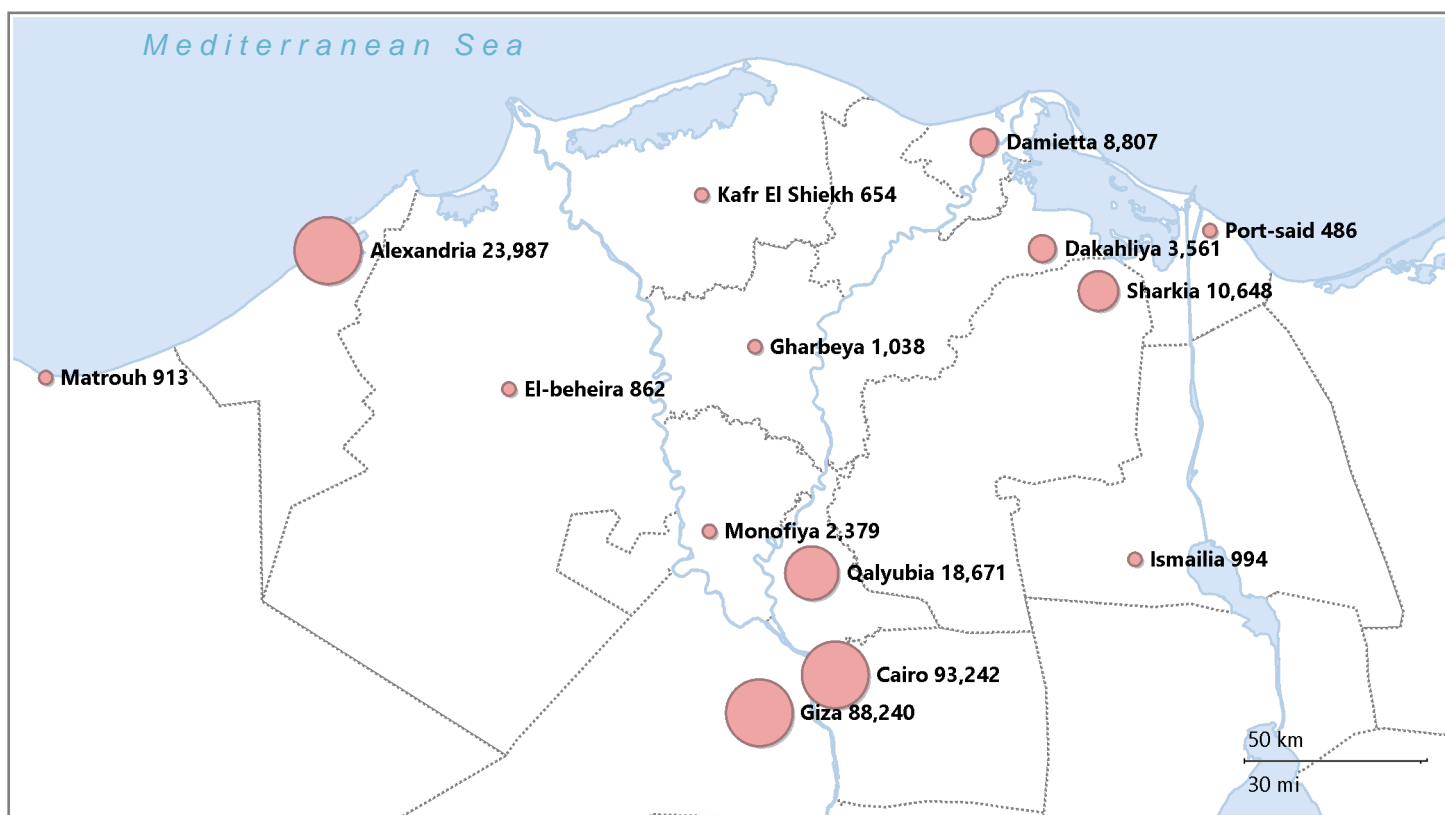 Mediterranean Sea
Damietta 8,807
Kafr El Shiekh 654
Port-said 486
Alexandria 23,987
Dakahliya 3,561
Sharkia 10,648
Gharbeya 1,038
Matrouh 913
El-beheira 862
Monofiya 2,379
Ismailia 994
Qalyubia 18,671
Cairo 93,242
Giza 88,240
50 km
30 mi